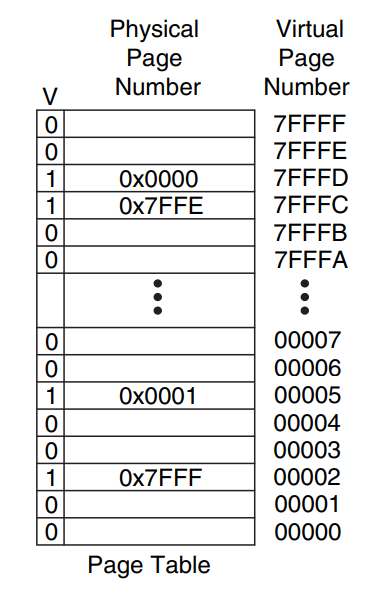 Physical Page Number Virtual Page Number
V
0 7FFFF
0 7FFFE
1 0x0000 7FFFD
1 0x7FFE 7FFFC
0 7FFFB
0 7FFFA
0 00007
0 00006
1 0x0001 00005
0 00004
0 00003
1 0x7FFF 00002
0 00001
0 00000
Page Table